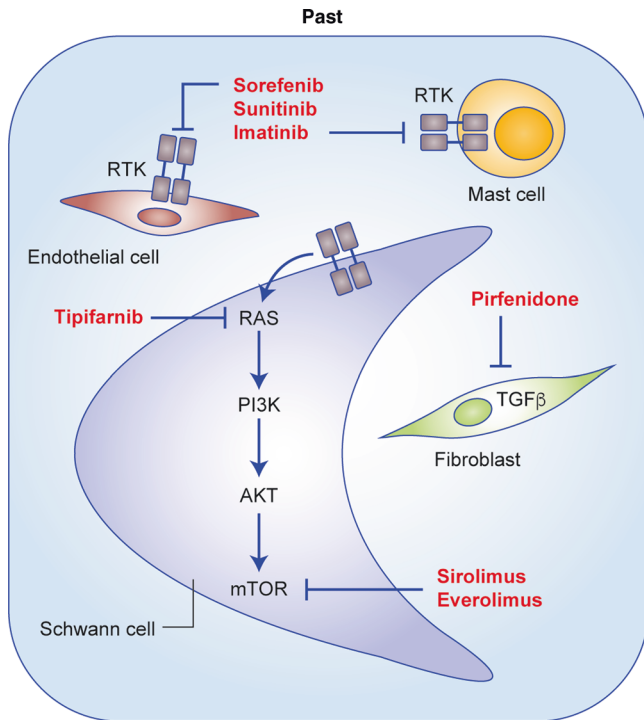 Past
Sorefenib
Sunitinib
Imatinib
RTK
Mast cell
RTK
Endothelial cell
Tipifarnib
RAS
Pirfenidone
PI3K
TGFβ
Fibroblast
AKT
mTOR
Sirolimus
Everolimus
Schwann cell